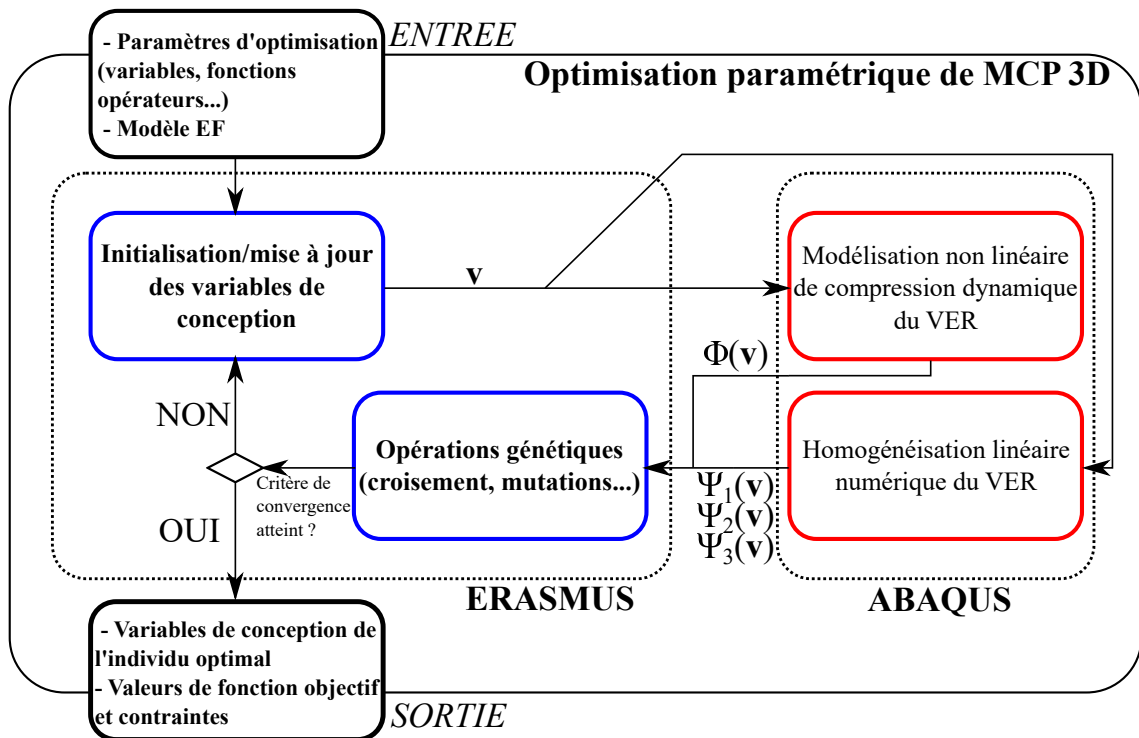 - Paramètres d'optimisation
(variables, fonctions
opérateurs...)
- Modèle EF
ENTREE
Optimisation paramétrique de MCP 3D
Initialisation/mise à jour
des variables de
conception
v
Modélisation non linéaire
de compression dynamique
du VER
Φ(v)
NON
Opérations génétiques
(croisement, mutations...)
Homogénéisation linéaire
numérique du VER
Critère de
convergence
atteint ?
Ψ₁(v)
Ψ₂(v)
Ψ₃(v)
OUI
ERASMUS
ABAQUS
- Variables de conception de
l'individu optimal
- Valeurs de fonction objectif
et contraintes
SORTIE